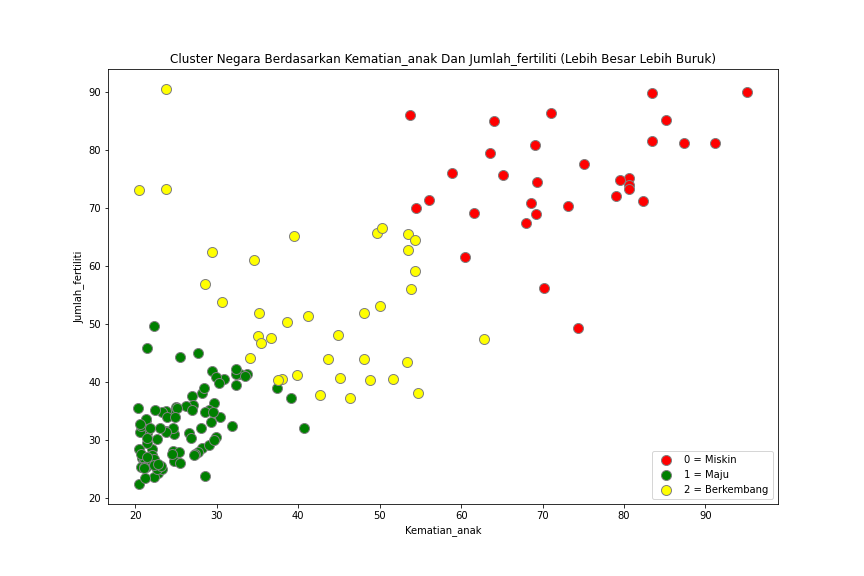 Cluster Negara Berdasarkan Kematian_anak Dan Jumlah_fertiliti (Lebih Besar Lebih Buruk)
90
80
70
60
50
40
30
20
Jumlah_fertiliti
20 30 40 50 60 70 80 90
Kematian_anak
0 = Miskin
1 = Maju
2 = Berkembang